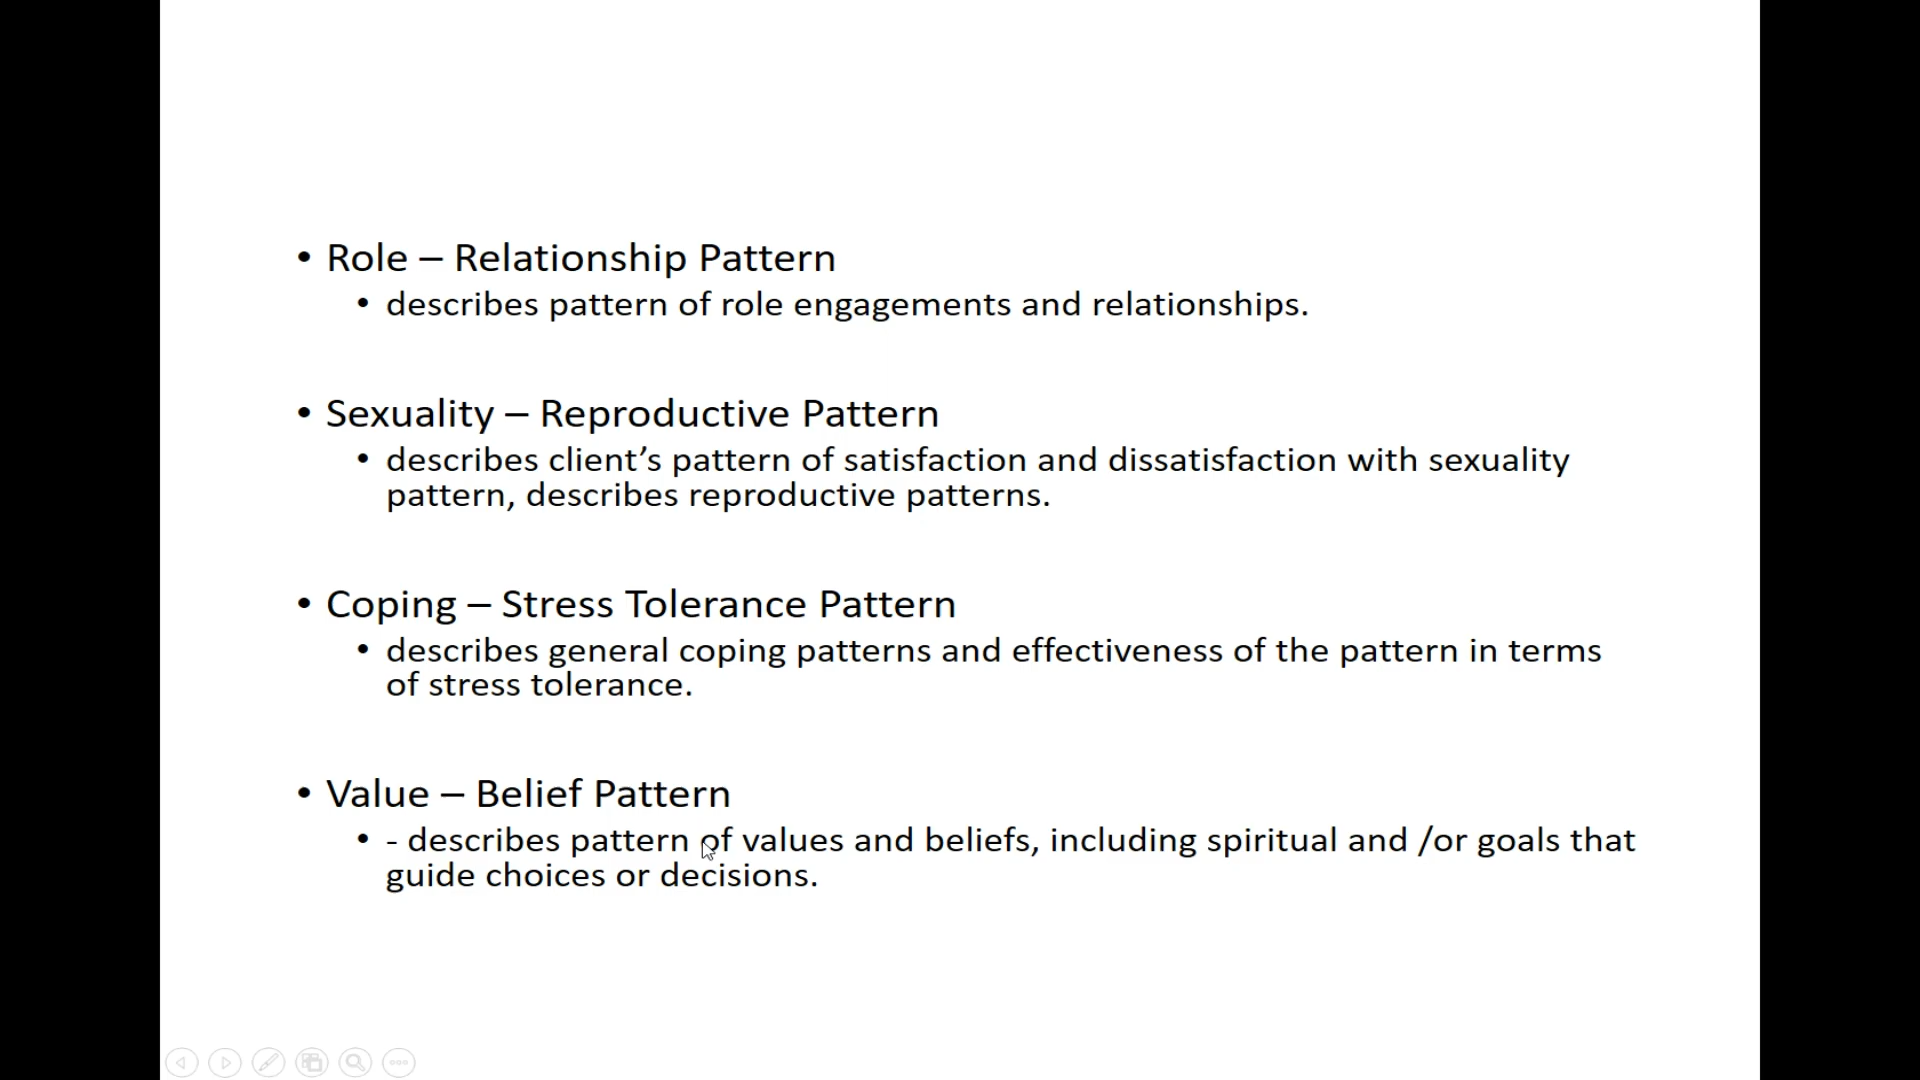 • Role – Relationship Pattern
• describes pattern of role engagements and relationships.
• Sexuality – Reproductive Pattern
• describes client’s pattern of satisfaction and dissatisfaction with sexuality
pattern, describes reproductive patterns.
• Coping – Stress Tolerance Pattern
• describes general coping patterns and effectiveness of the pattern in terms
of stress tolerance.
• Value – Belief Pattern
• - describes pattern of values and beliefs, including spiritual and /or goals that
guide choices or decisions.